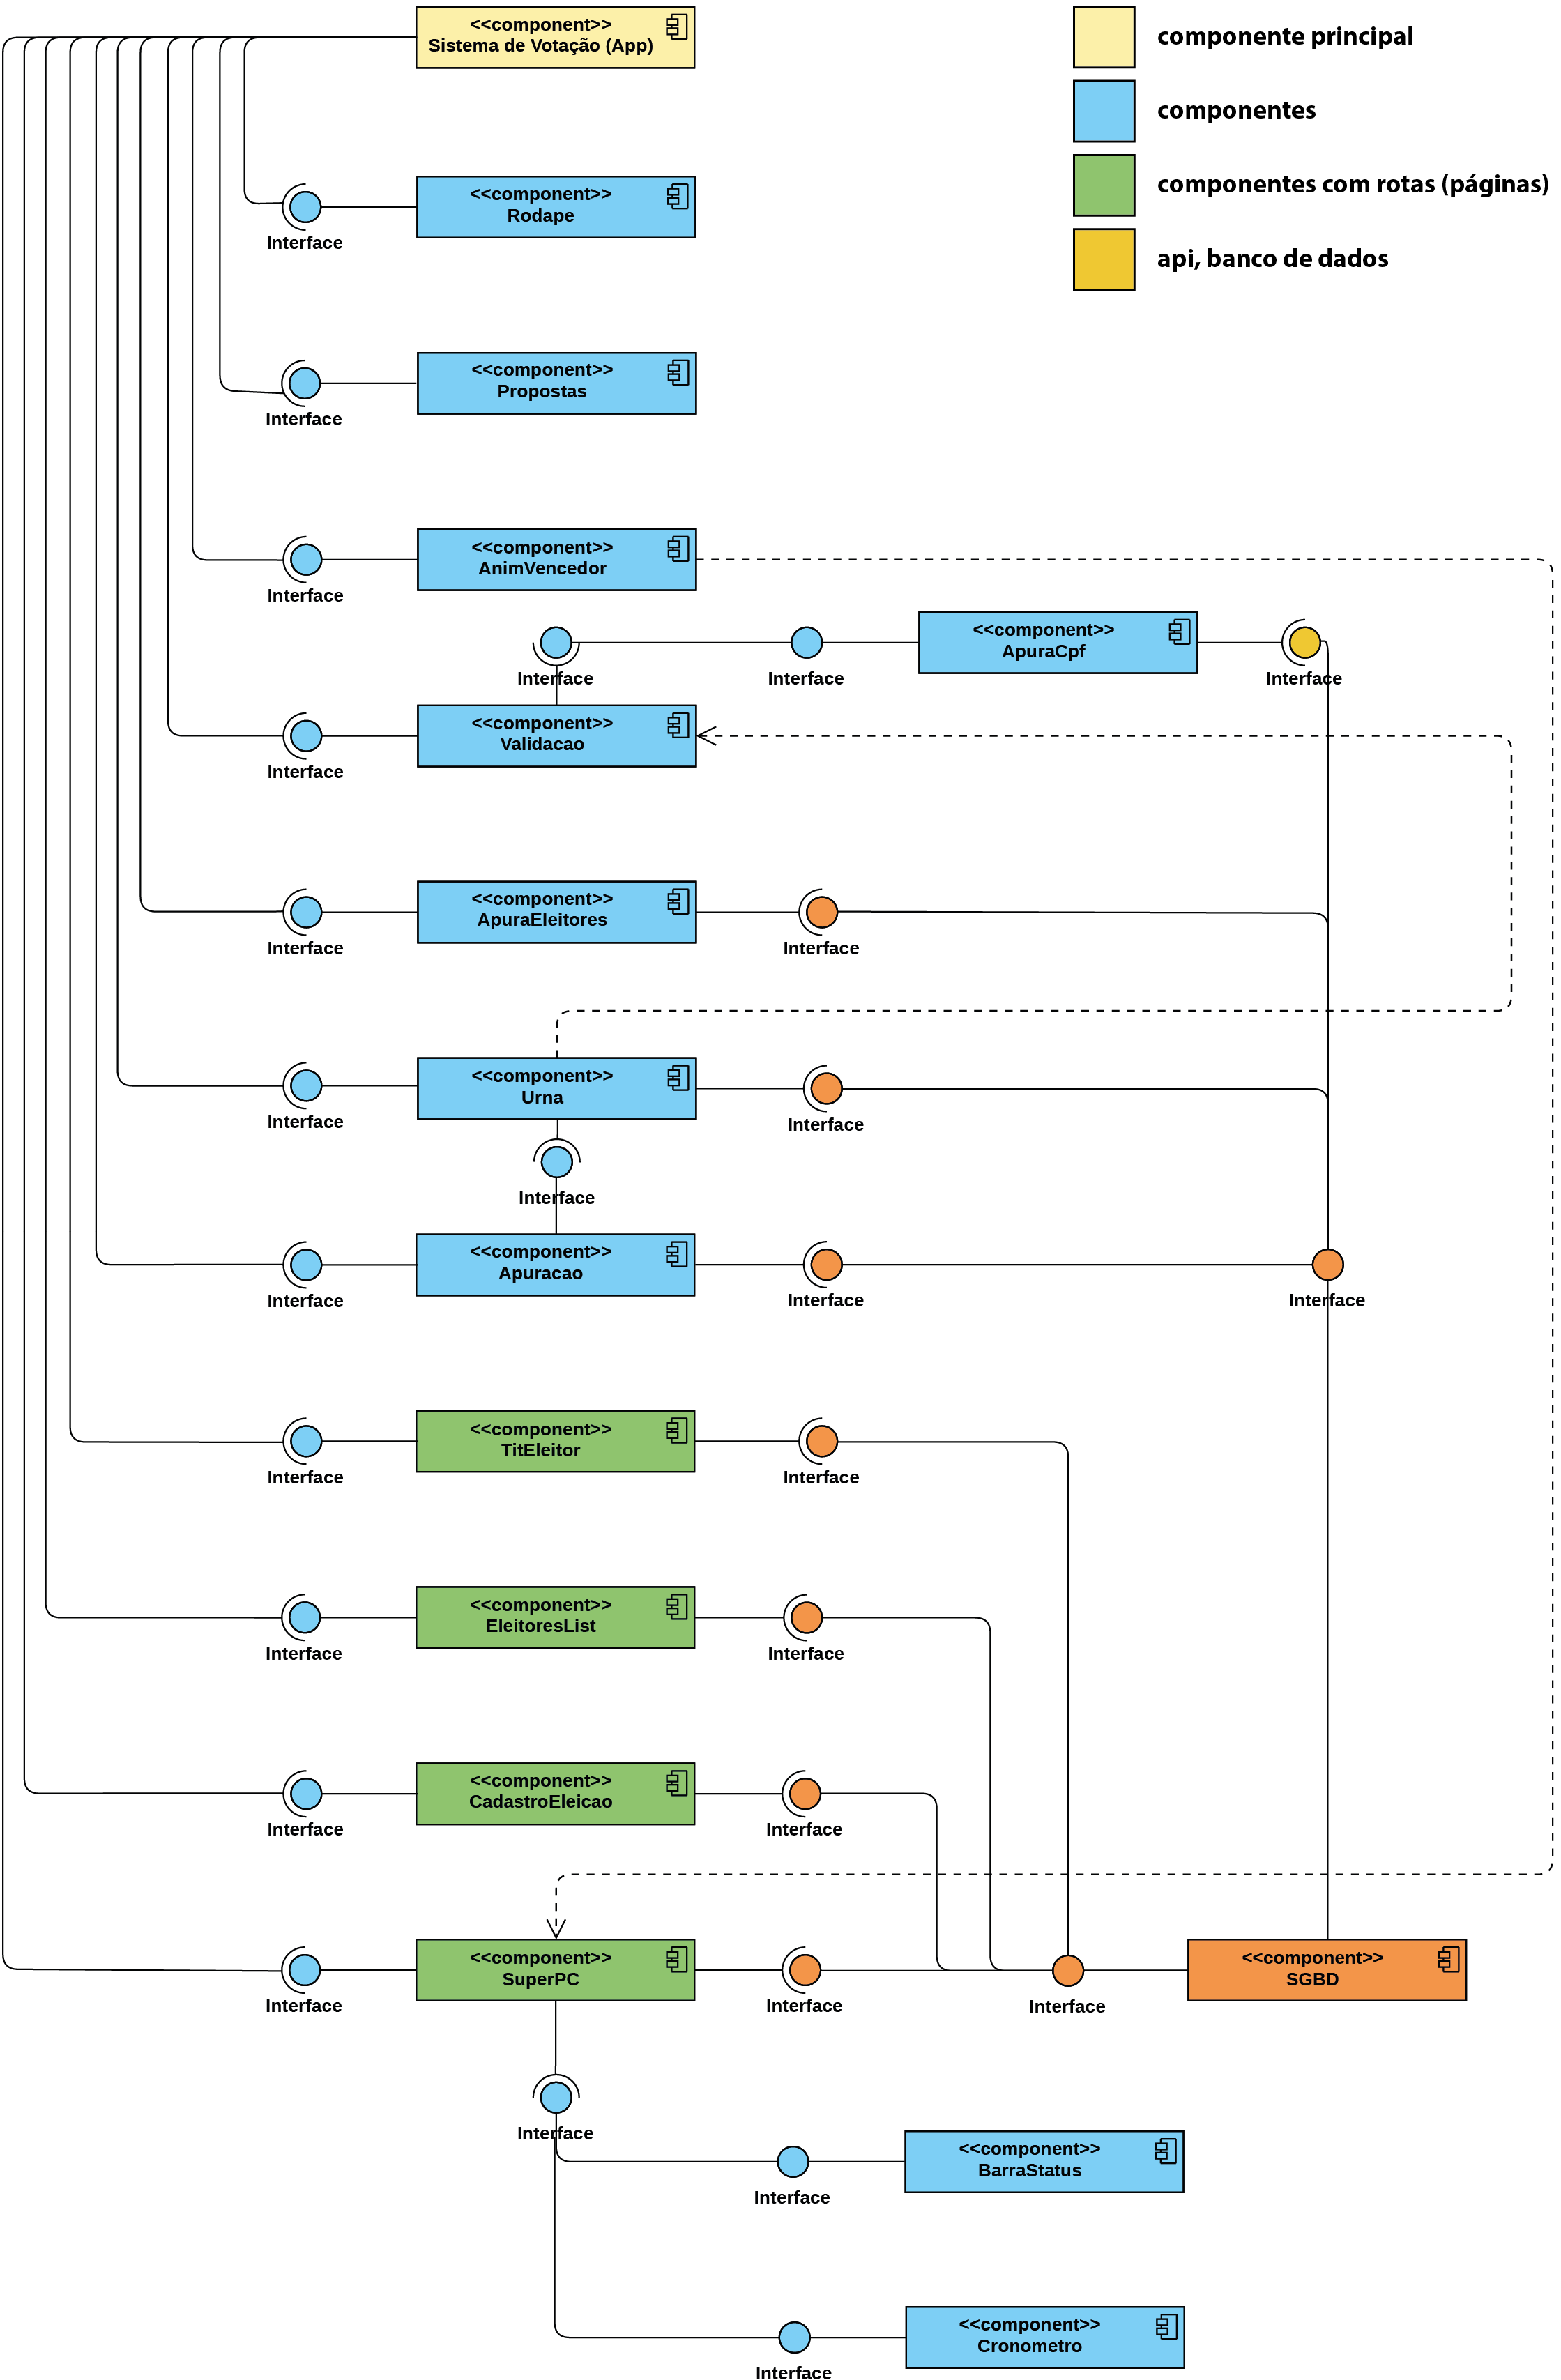 <<component>>
Sistema de Votação (App)
componente principal
componentes
componentes com rotas (páginas)
api, banco de dados
<<component>>
Rodape
Interface
<<component>>
Propostas
Interface
<<component>>
AnimVencedor
Interface
<<component>>
ApuraCpf
Interface
Interface
Interface
<<component>>
Validacao
Interface
<<component>>
ApuraEleitores
Interface
Interface
<<component>>
Urna
Interface
Interface
Interface
<<component>>
Apuracao
Interface
Interface
Interface
<<component>>
TitEleitor
Interface
Interface
<<component>>
EleitoresList
Interface
Interface
<<component>>
CadastroEleicao
Interface
Interface
<<component>>
SuperPC
<<component>>
SGBD
Interface
Interface
Interface
Interface
<<component>>
BarraStatus
Interface
<<component>>
Cronometro
Interface